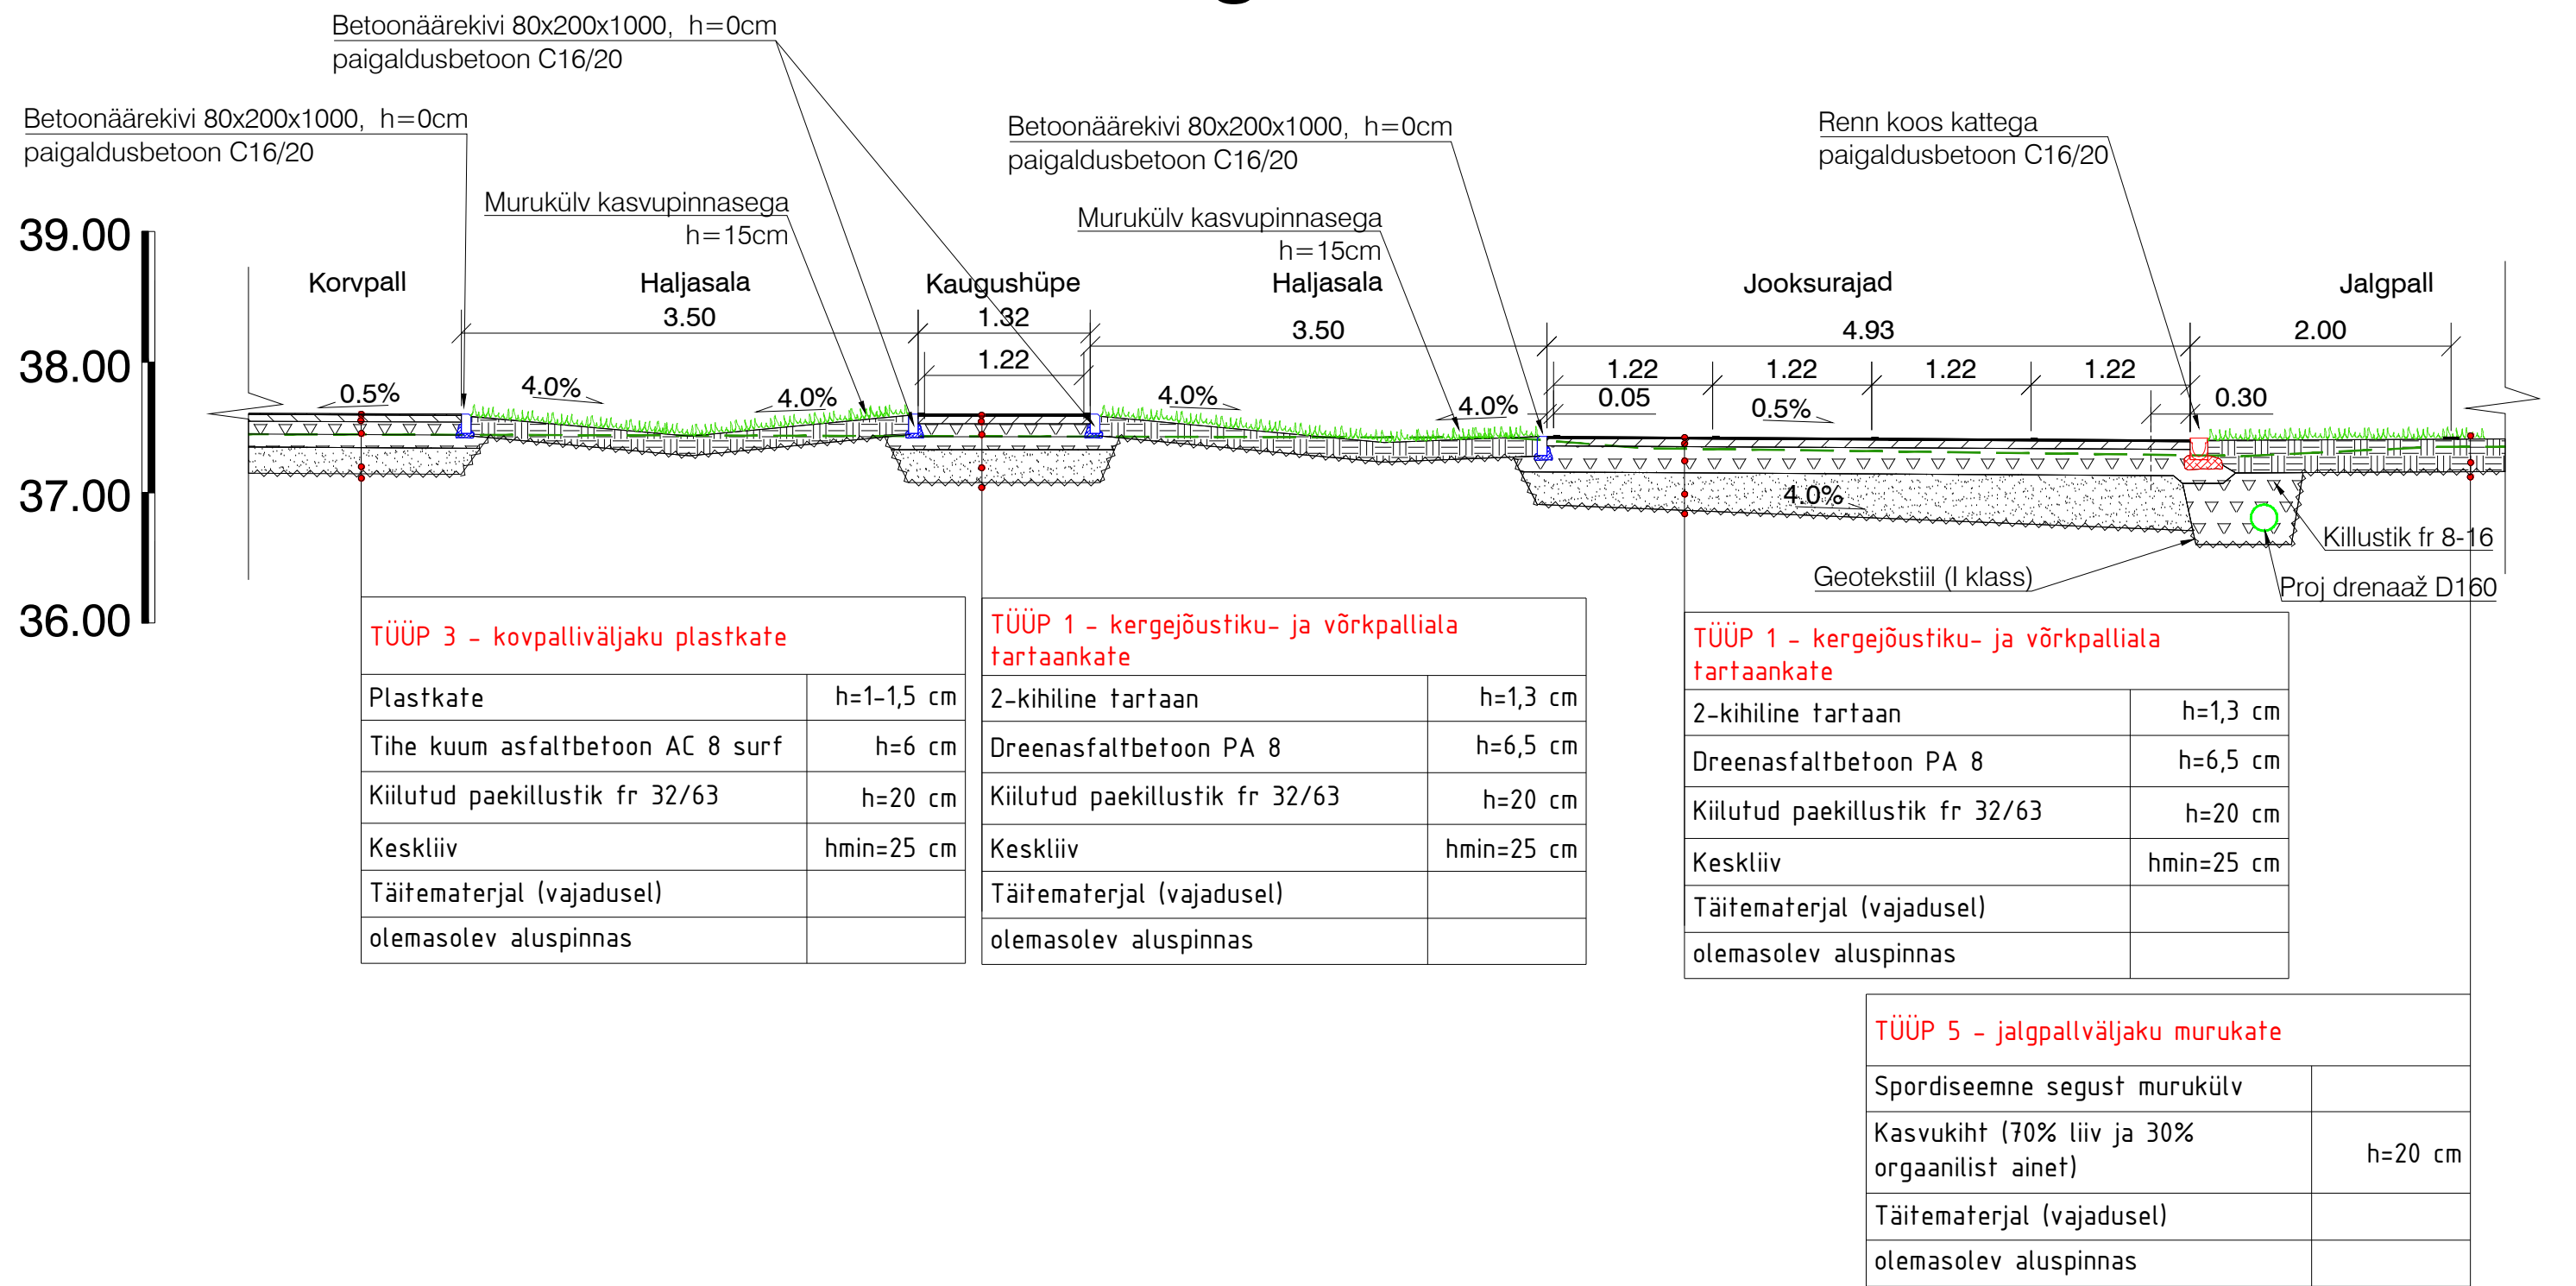 Betoonäärekivi 80x200x1000, h=0cm
paigaldusbetoon C16/20
Betoonäärekivi 80x200x1000, h=0cm
paigaldusbetoon C16/20
Betoonäärekivi 80x200x1000, h=0cm
paigaldusbetoon C16/20
Renn koos kattega
paigaldusbetoon C16/20
Murukülv kasvupinnasega
h=15cm
Murukülv kasvupinnasega
h=15cm
39.00
38.00
37.00
36.00
Korvpall
Haljasala
Kaugushüpe
Haljasala
Jooksurajad
Jalgpall
3.50
1.32
3.50
4.93
2.00
1.22
1.22
1.22
1.22
1.22
0.05
0.30
0.5%
4.0%
4.0%
4.0%
4.0%
0.5%
4.0%
Killustik fr 8-16
Geotekstiil (I klass)
Proj drenaaž D160
TÜÜP 3 - kovpalliväljaku plastkate
Plastkate h=1-1,5 cm
Tihe kuum asfaltbetoon AC 8 surf h=6 cm
Kiilutud paekillustik fr 32/63 h=20 cm
Keskliiv hmin=25 cm
Täitematerjal (vajadusel)
olemasolev aluspinnas
TÜÜP 1 - kergejõustiku- ja võrkpalliala
tartaankate
2-kihiline tartaan h=1,3 cm
Dreenasfaltbetoon PA 8 h=6,5 cm
Kiilutud paekillustik fr 32/63 h=20 cm
Keskliiv hmin=25 cm
Täitematerjal (vajadusel)
olemasolev aluspinnas
TÜÜP 1 - kergejõustiku- ja võrkpalliala
tartaankate
2-kihiline tartaan h=1,3 cm
Dreenasfaltbetoon PA 8 h=6,5 cm
Kiilutud paekillustik fr 32/63 h=20 cm
Keskliiv hmin=25 cm
Täitematerjal (vajadusel)
olemasolev aluspinnas
TÜÜP 5 - jalgpallväljaku murukate
Spordiseemne segust murukülv
Kasvukiht (70% liiv ja 30%
orgaanilist ainet) h=20 cm
Täitematerjal (vajadusel)
olemasolev aluspinnas